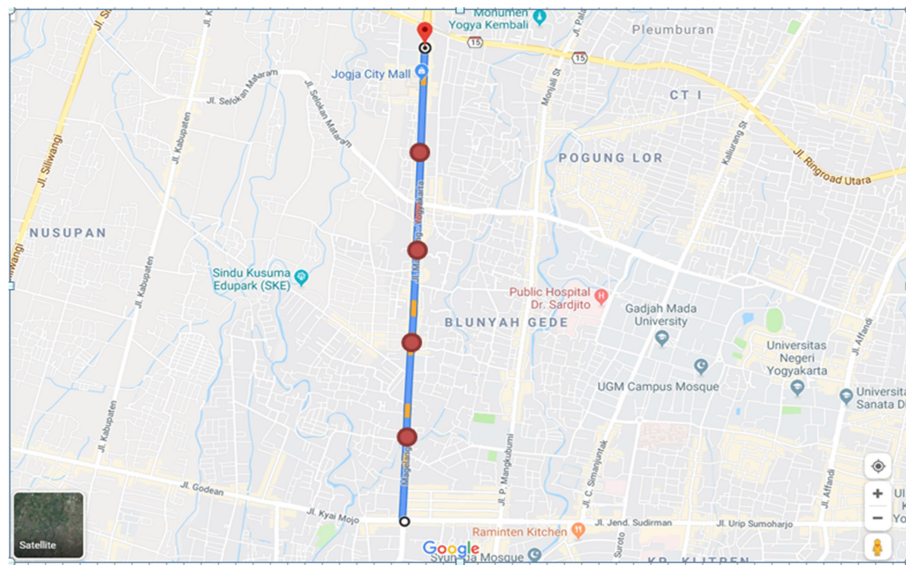 Monumen
Yogya Kembali
Pleumburan
15
15
Jogja City Mall
Jl. Selokan Mataram
Jl. Selokan Mataram
Monjali St
CT I
Jl. Kabupaten
Jl. Siliwangi
Kaliurang St
POGUNG LOR
Jl. Ringroad Utara
NUSUPAN
Jl. Kabupaten
Sindu Kusuma
Edupark (SKE)
Public Hospital
Dr. Sardjito
Gadjah Mada
University
BLUNYAH GEDE
Jl. Affandi
Universitas
Negeri
Yogyakarta
UGM Campus Mosque
Universita
Sanata D
Jl. Kabupaten
Jl. P. Mangkubumi
Jl. C. Simanjuntak
Jl. Affandi
Jl. Godean
Jl. Kyai Mojo
Jl. Jend. Sudirman
Jl. Urip Sumoharjo
Raminten Kitchen
Suroto
Satellite
Google
Mosque
KP. KLITREN